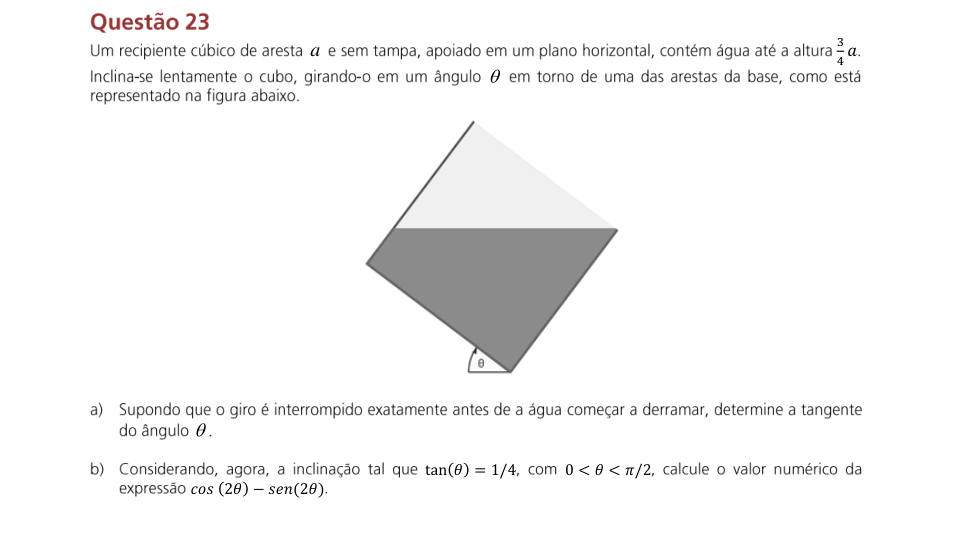 Questão 23
Um recipiente cúbico de aresta a e sem tampa, apoiado em um plano horizontal, contém água até a altura 3/4 a.
Inclina-se lentamente o cubo, girando-o em um ângulo θ em torno de uma das arestas da base, como está
representado na figura abaixo.
θ
a) Supondo que o giro é interrompido exatamente antes de a água começar a derramar, determine a tangente
do ângulo θ.
b) Considerando, agora, a inclinação tal que tan(θ) = 1/4, com 0 < θ < π/2, calcule o valor numérico da
expressão cos (2θ) − sen(2θ).